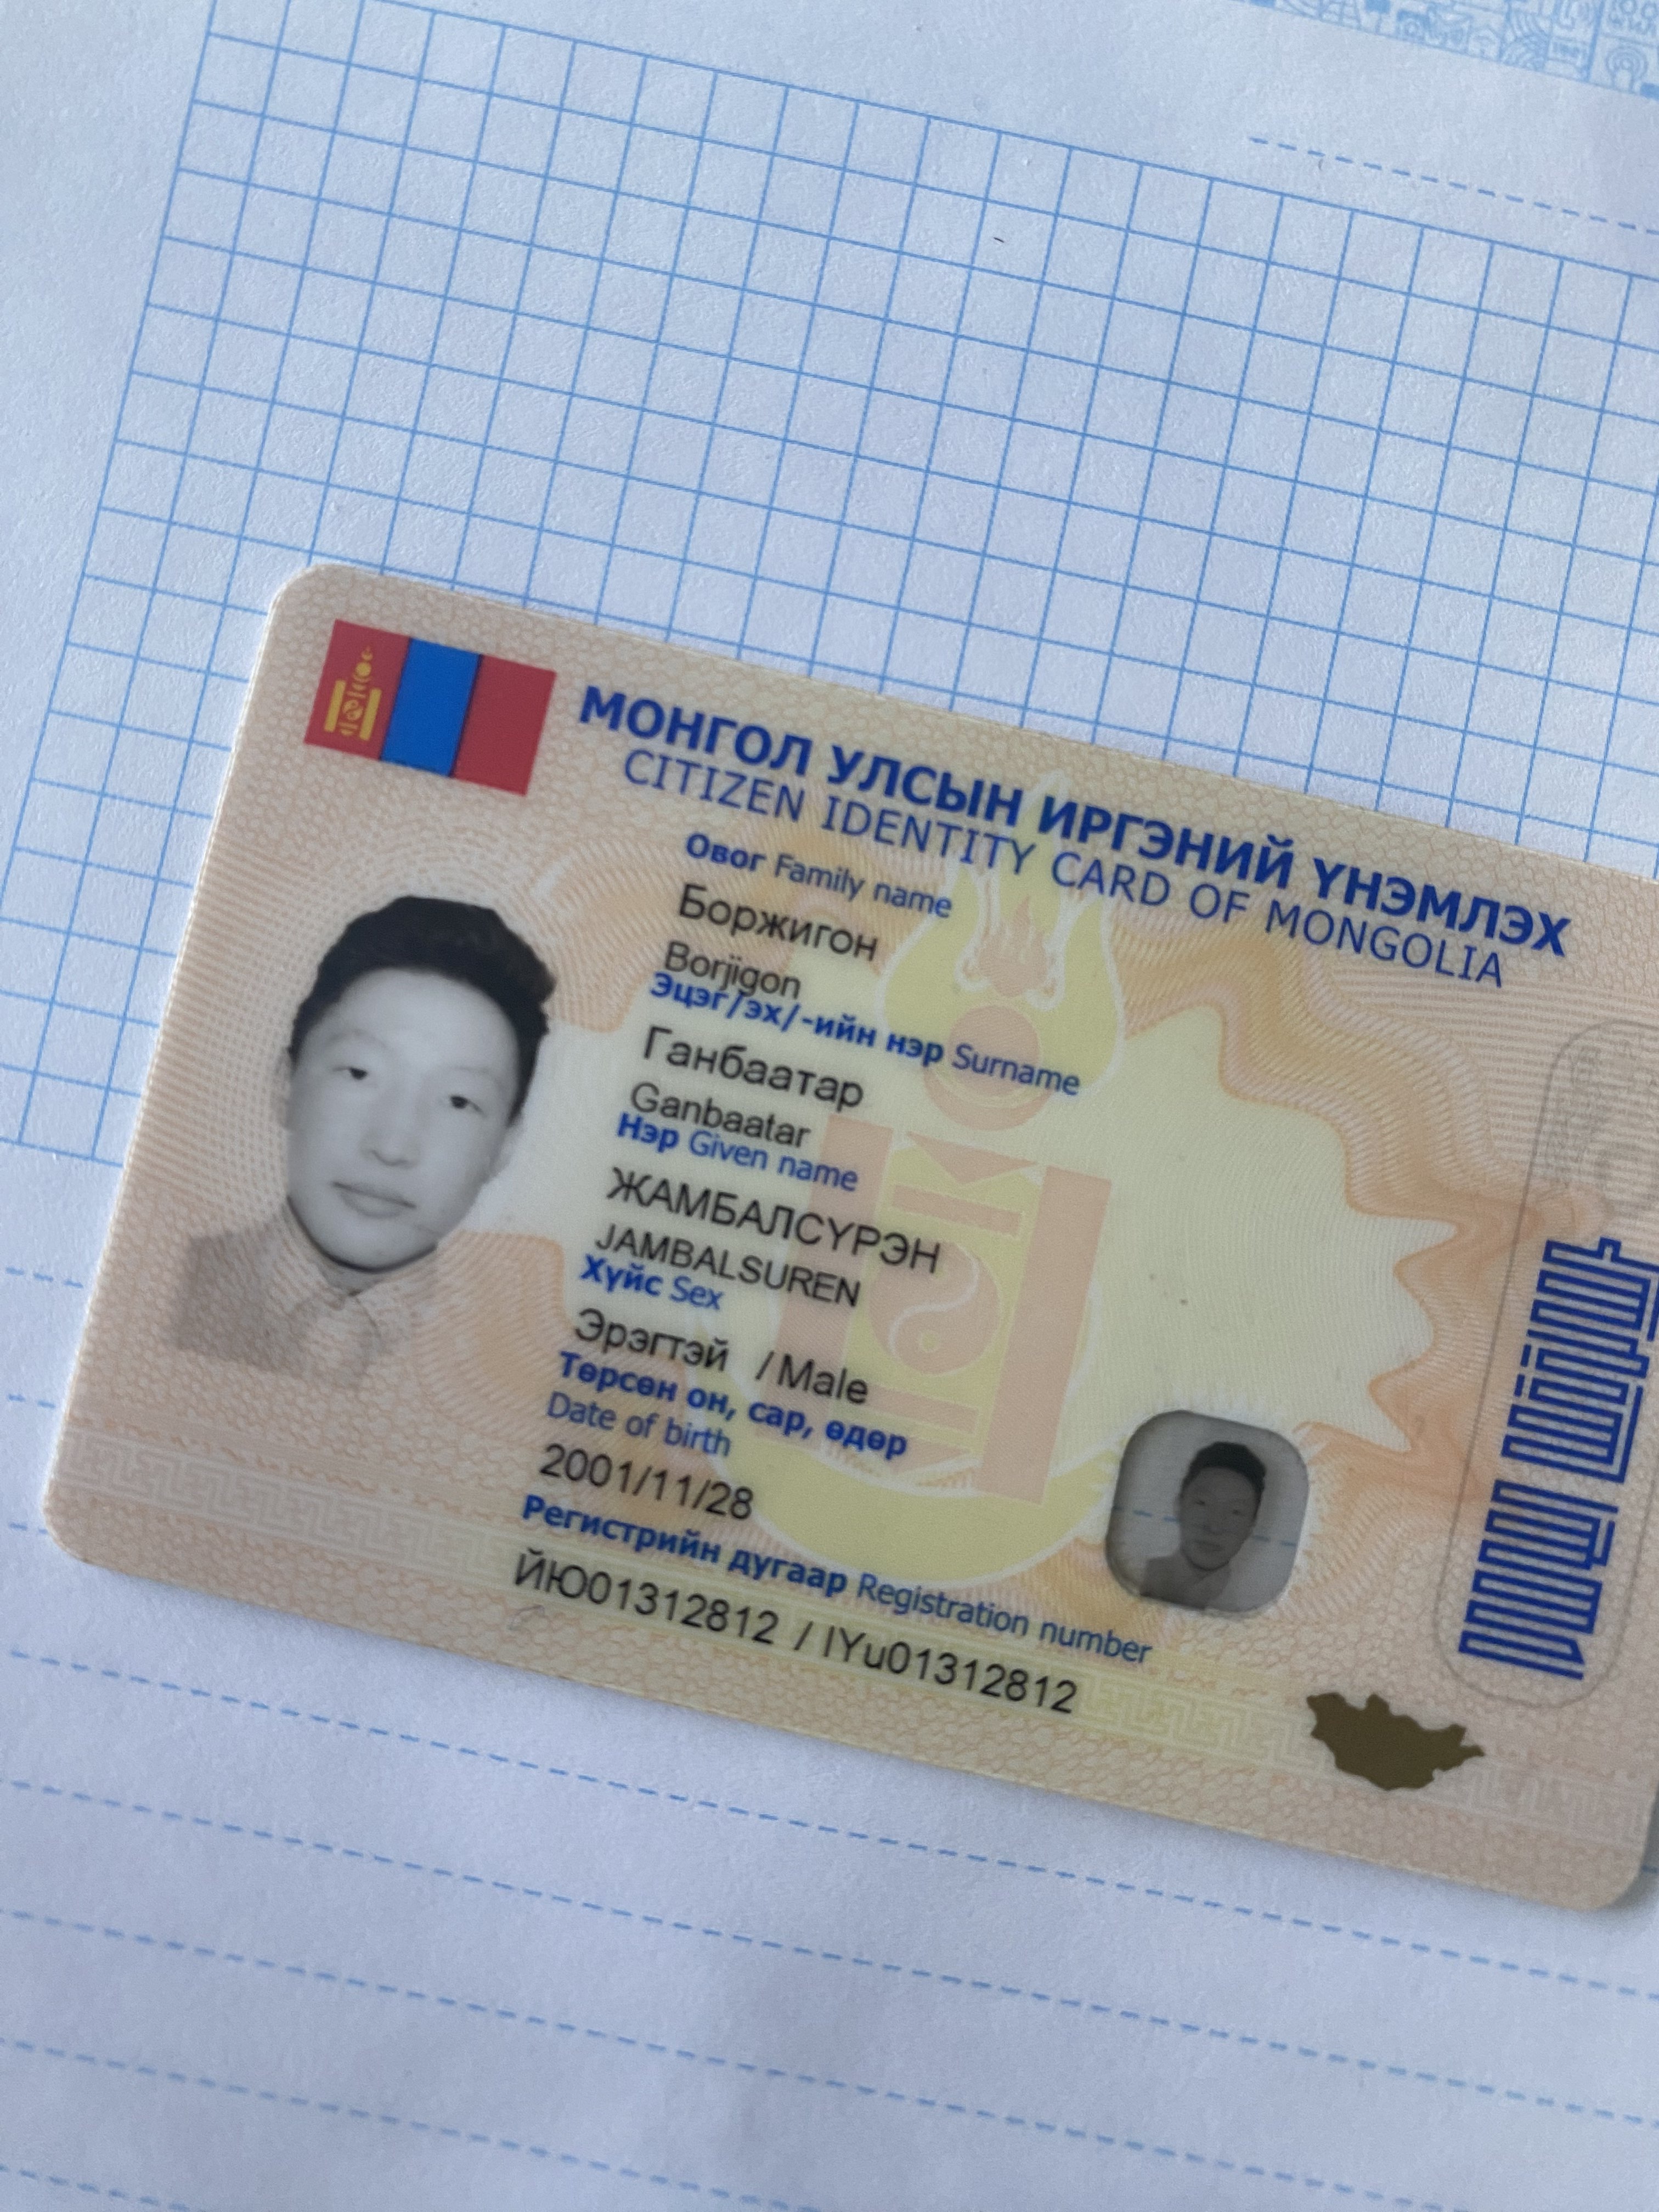 МОНГОЛ УЛСЫН ИРГЭНИЙ ҮНЭМЛЭХ
CITIZEN IDENTITY CARD OF MONGOLIA
Овог Family name
Боржигон
Borjigon
Эцэг/эх/-ийн нэр Surname
Ганбаатар
Ganbaatar
Нэр Given name
ЖАМБАЛСҮРЭН
JAMBALSUREN
Хүйс Sex
Эрэгтэй / Male
Төрсөн он, сар, өдөр
Date of birth
2001/11/28
Регистрийн дугаар Registration number
ЙЮ01312812 / IYu01312812